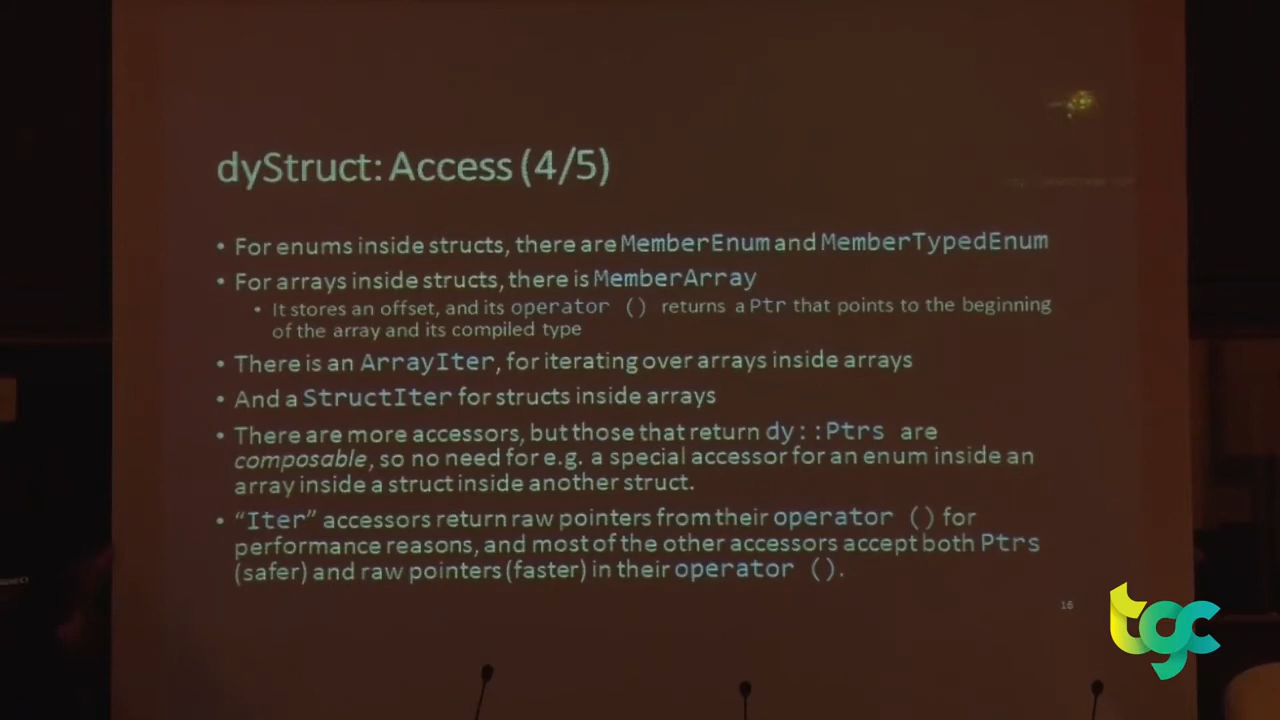 dyStruct: Access (4/5)
• For enums inside structs, there are MemberEnum and MemberTypedEnum
• For arrays inside structs, there is MemberArray
• It stores an offset, and its operator () returns a Ptr that points to the beginning
of the array and its compiled type
• There is an ArrayIter, for iterating over arrays inside arrays
• And a StructIter for structs inside arrays
• There are more accessors, but those that return dy::Ptrs are
composable, so no need for e.g. a special accessor for an enum inside an
array inside a struct inside another struct.
• “Iter” accessors return raw pointers from their operator () for
performance reasons, and most of the other accessors accept both Ptrs
(safer) and raw pointers (faster) in their operator ().
16
tgc